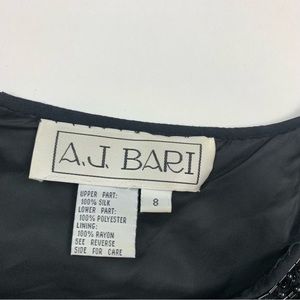 A.J. BARI
UPPER PART:
100% SILK
LOWER PART:
100% POLYESTER
LINING:
100% RAYON
SEE REVERSE
SIDE FOR CARE
8